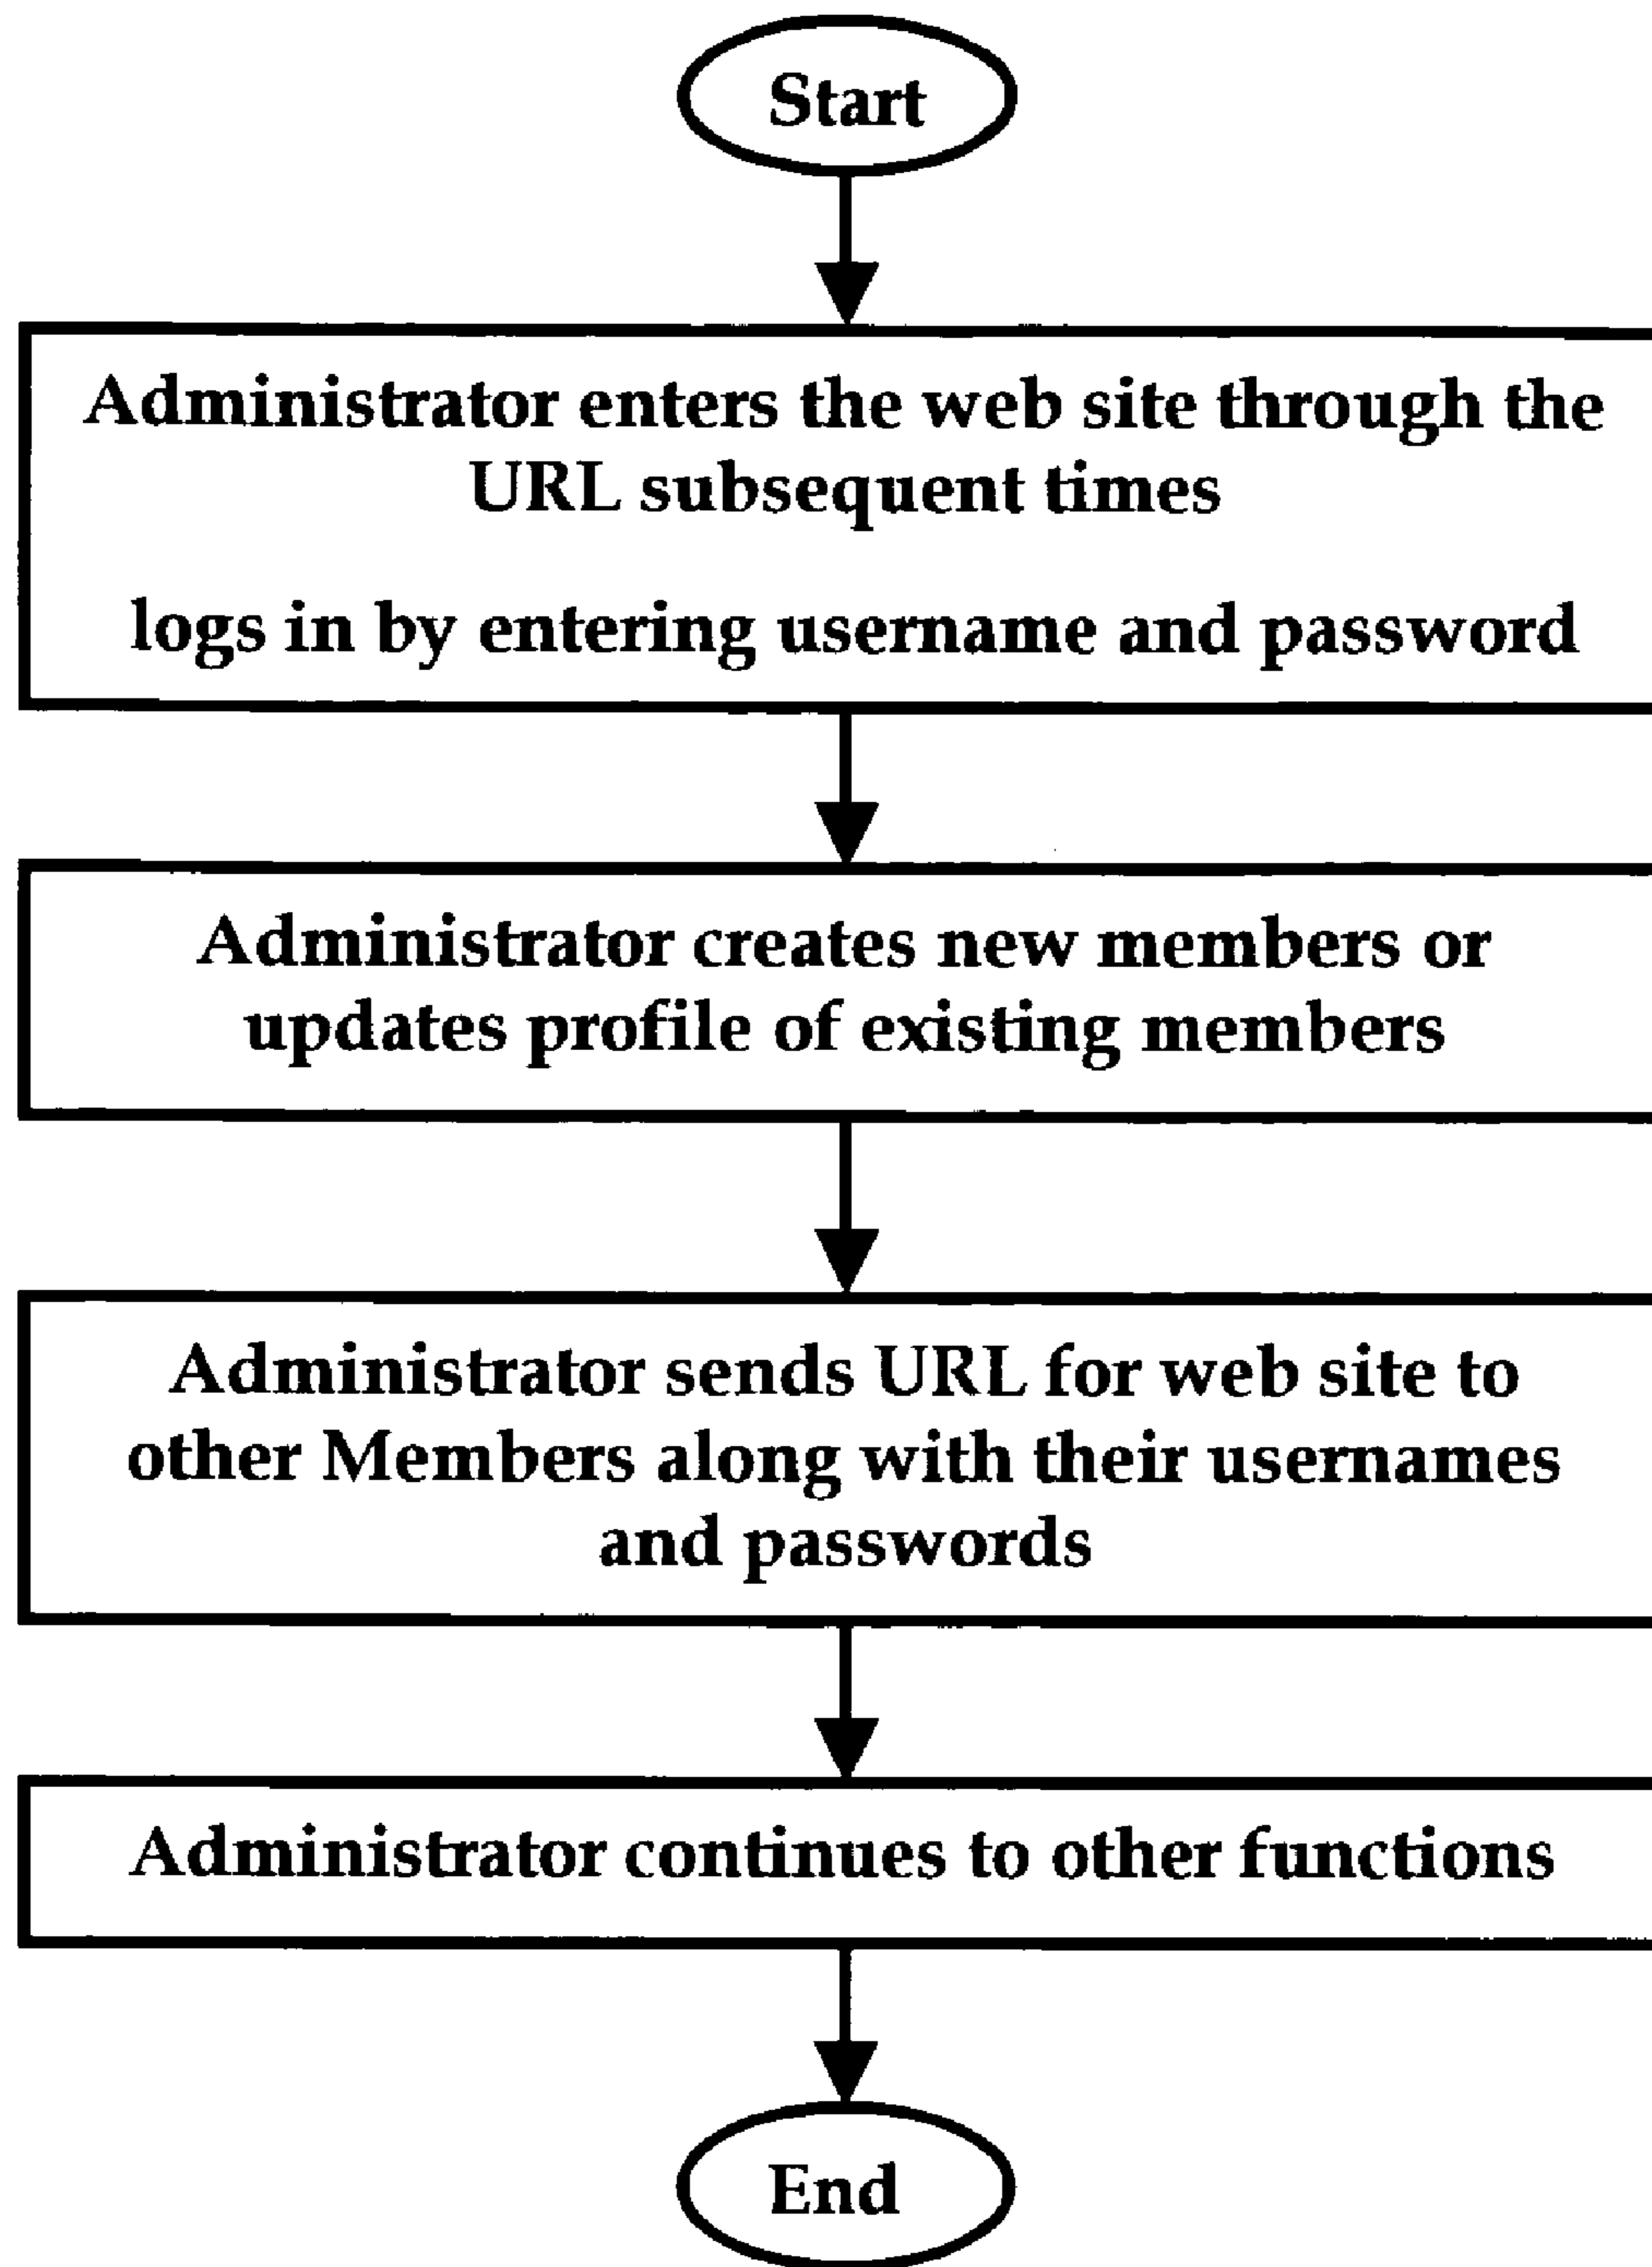 Start
Administrator enters the web site through the
URL subsequent times
logs in by entering username and password
Administrator creates new members or
updates profile of existing members
Administrator sends URL for web site to
other Members along with their usernames
and passwords
Administrator continues to other functions
End